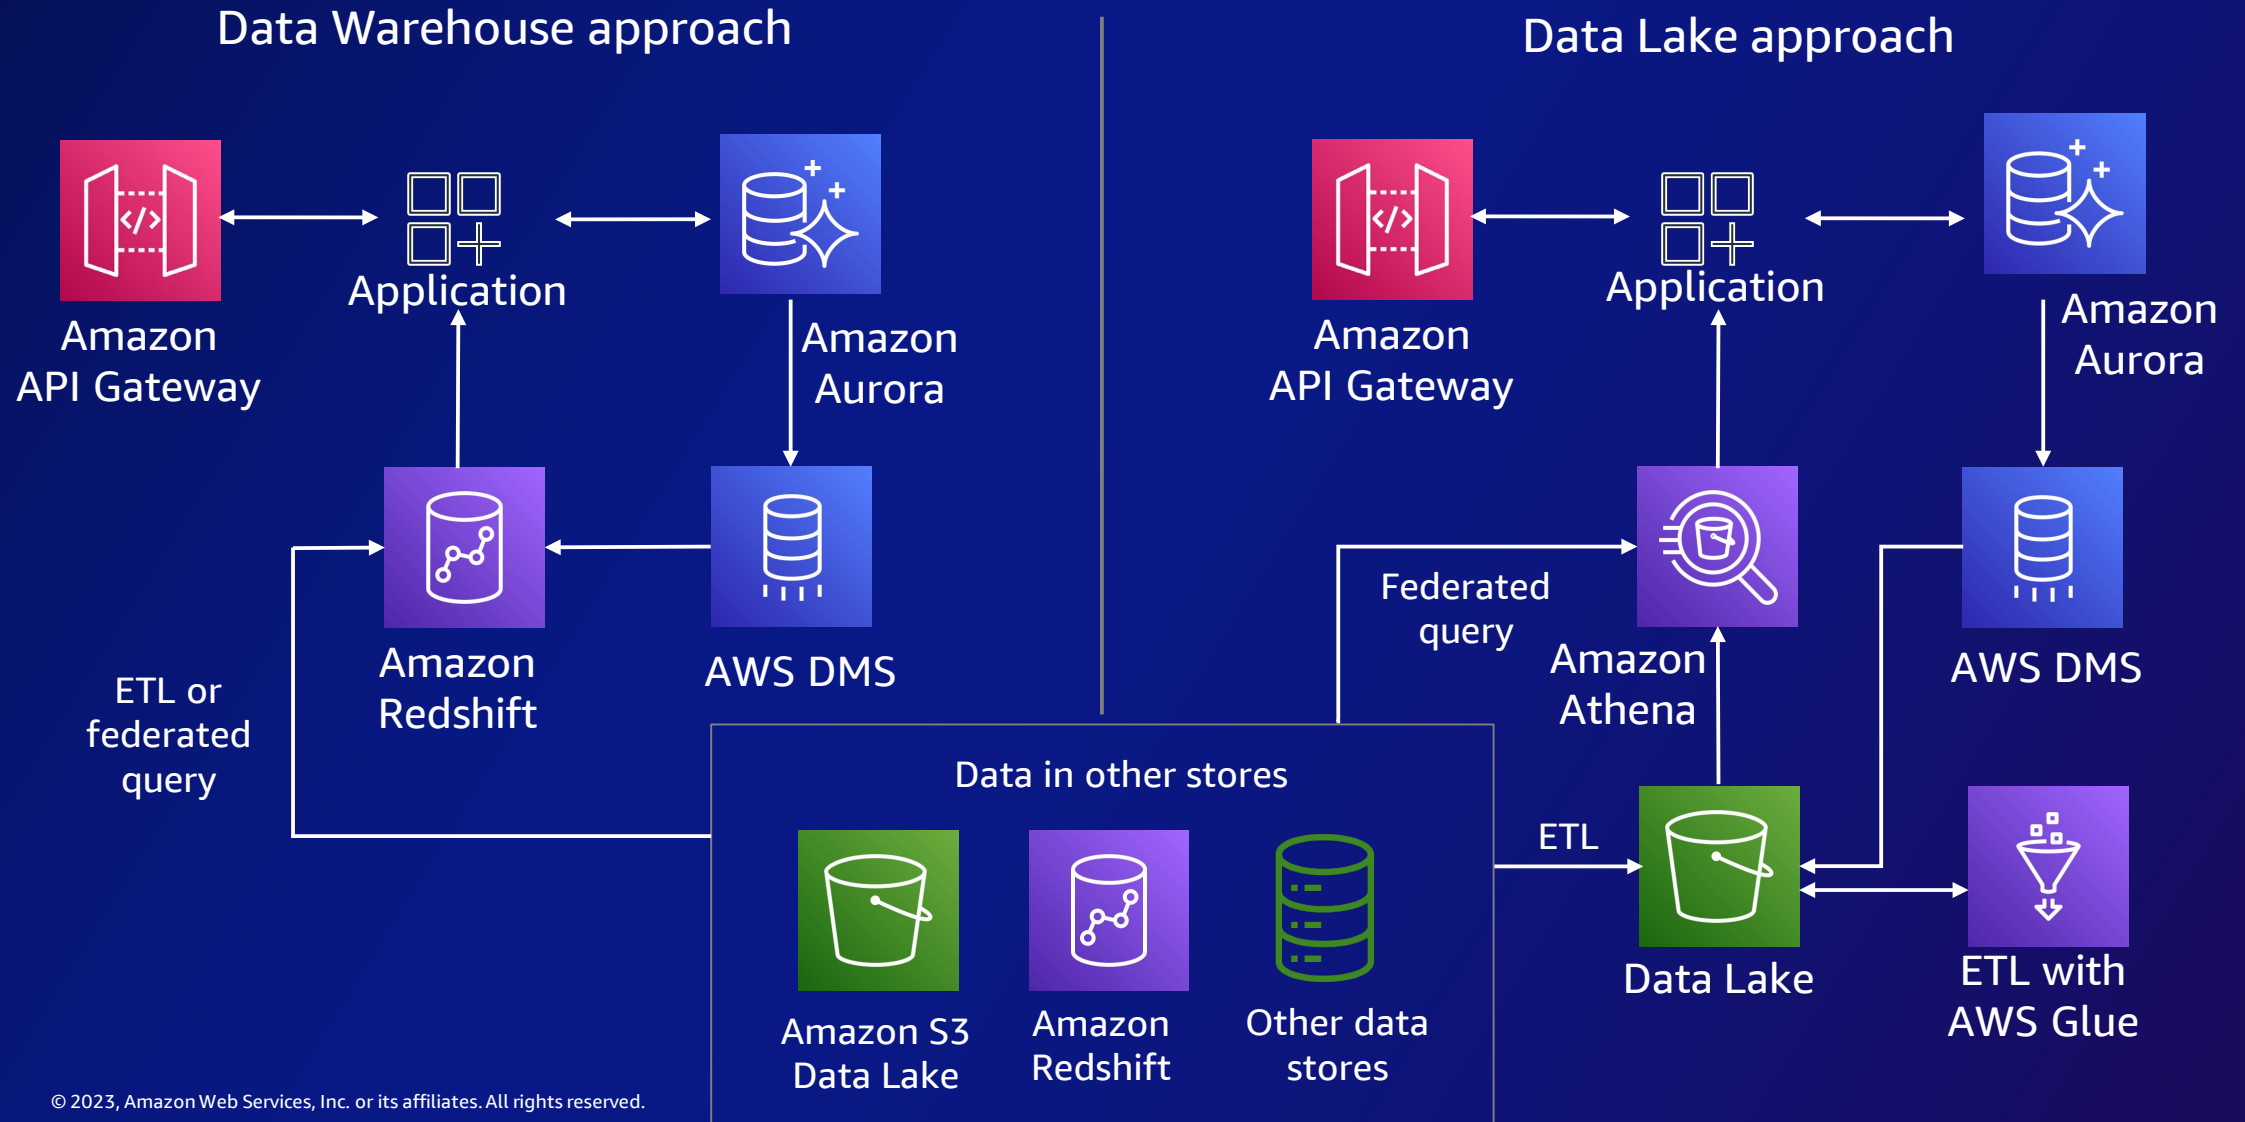 Data Warehouse approach
Amazon
API Gateway
Application
Amazon
Aurora
Amazon
Redshift
AWS DMS
ETL or
federated
query
Data Lake approach
Amazon
API Gateway
Application
Amazon
Aurora
Federated
query
Amazon
Athena
AWS DMS
ETL
Data Lake
ETL with
AWS Glue
Data in other stores
Amazon S3
Data Lake
Amazon
Redshift
Other data
stores
© 2023, Amazon Web Services, Inc. or its affiliates. All rights reserved.